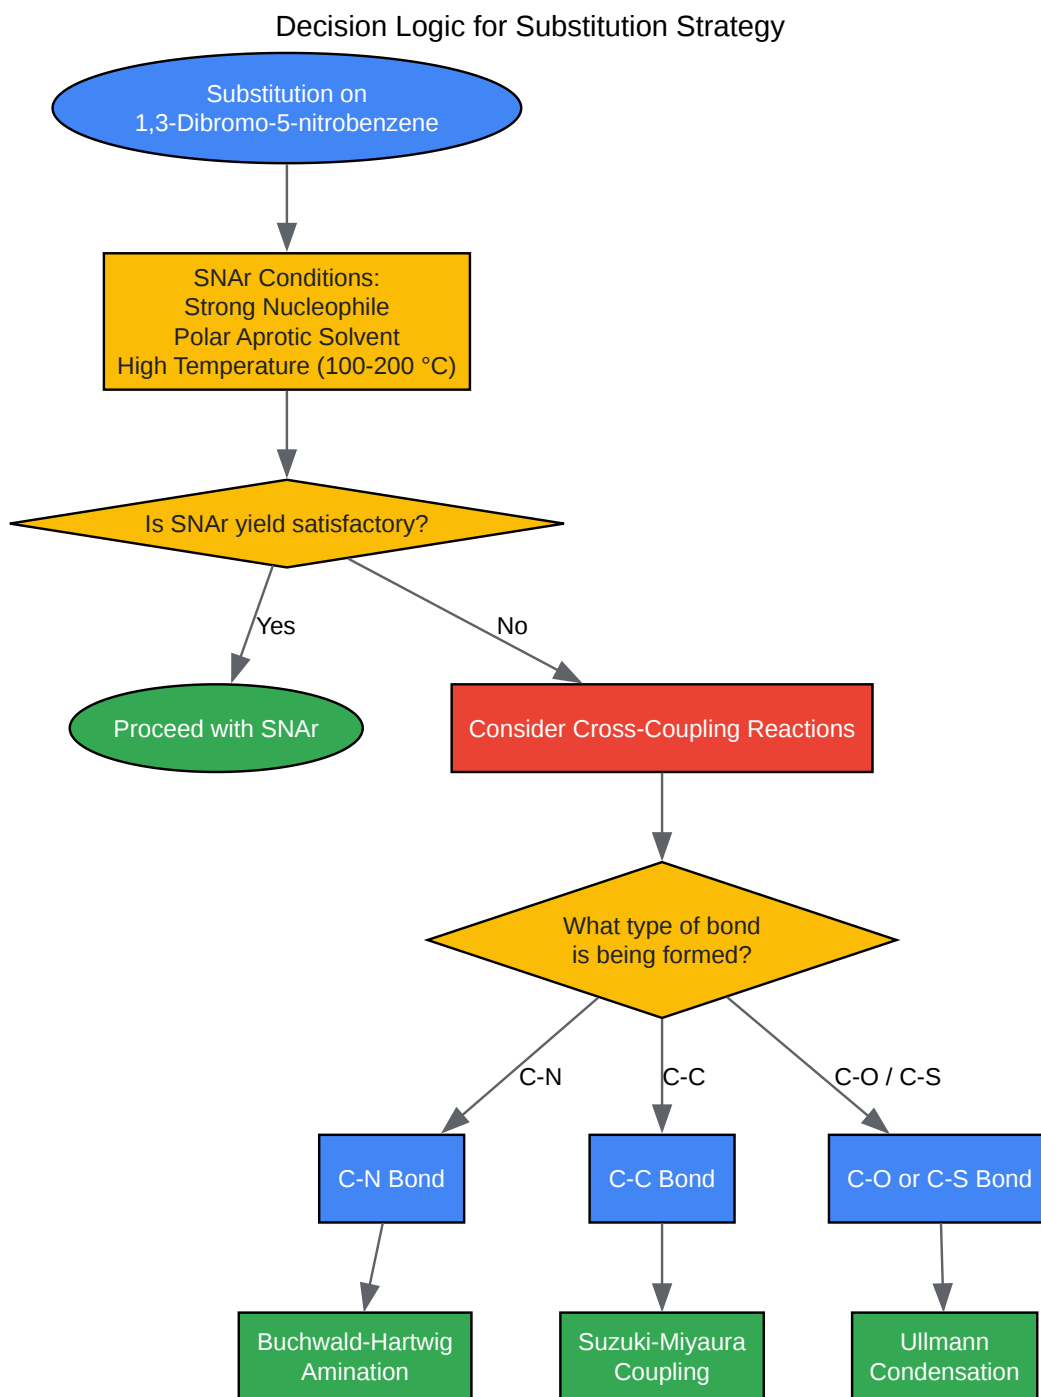 Decision Logic for Substitution Strategy
Substitution on
1,3-Dibromo-5-nitrobenzene
SNAr Conditions:
Strong Nucleophile
Polar Aprotic Solvent
High Temperature (100-200 °C)
Is SNAr yield satisfactory?
Yes
No
Proceed with SNAr
Consider Cross-Coupling Reactions
What type of bond
is being formed?
C-N
C-C
C-O / C-S
C-N Bond
C-C Bond
C-O or C-S Bond
Buchwald-Hartwig
Amination
Suzuki-Miyaura
Coupling
Ullmann
Condensation